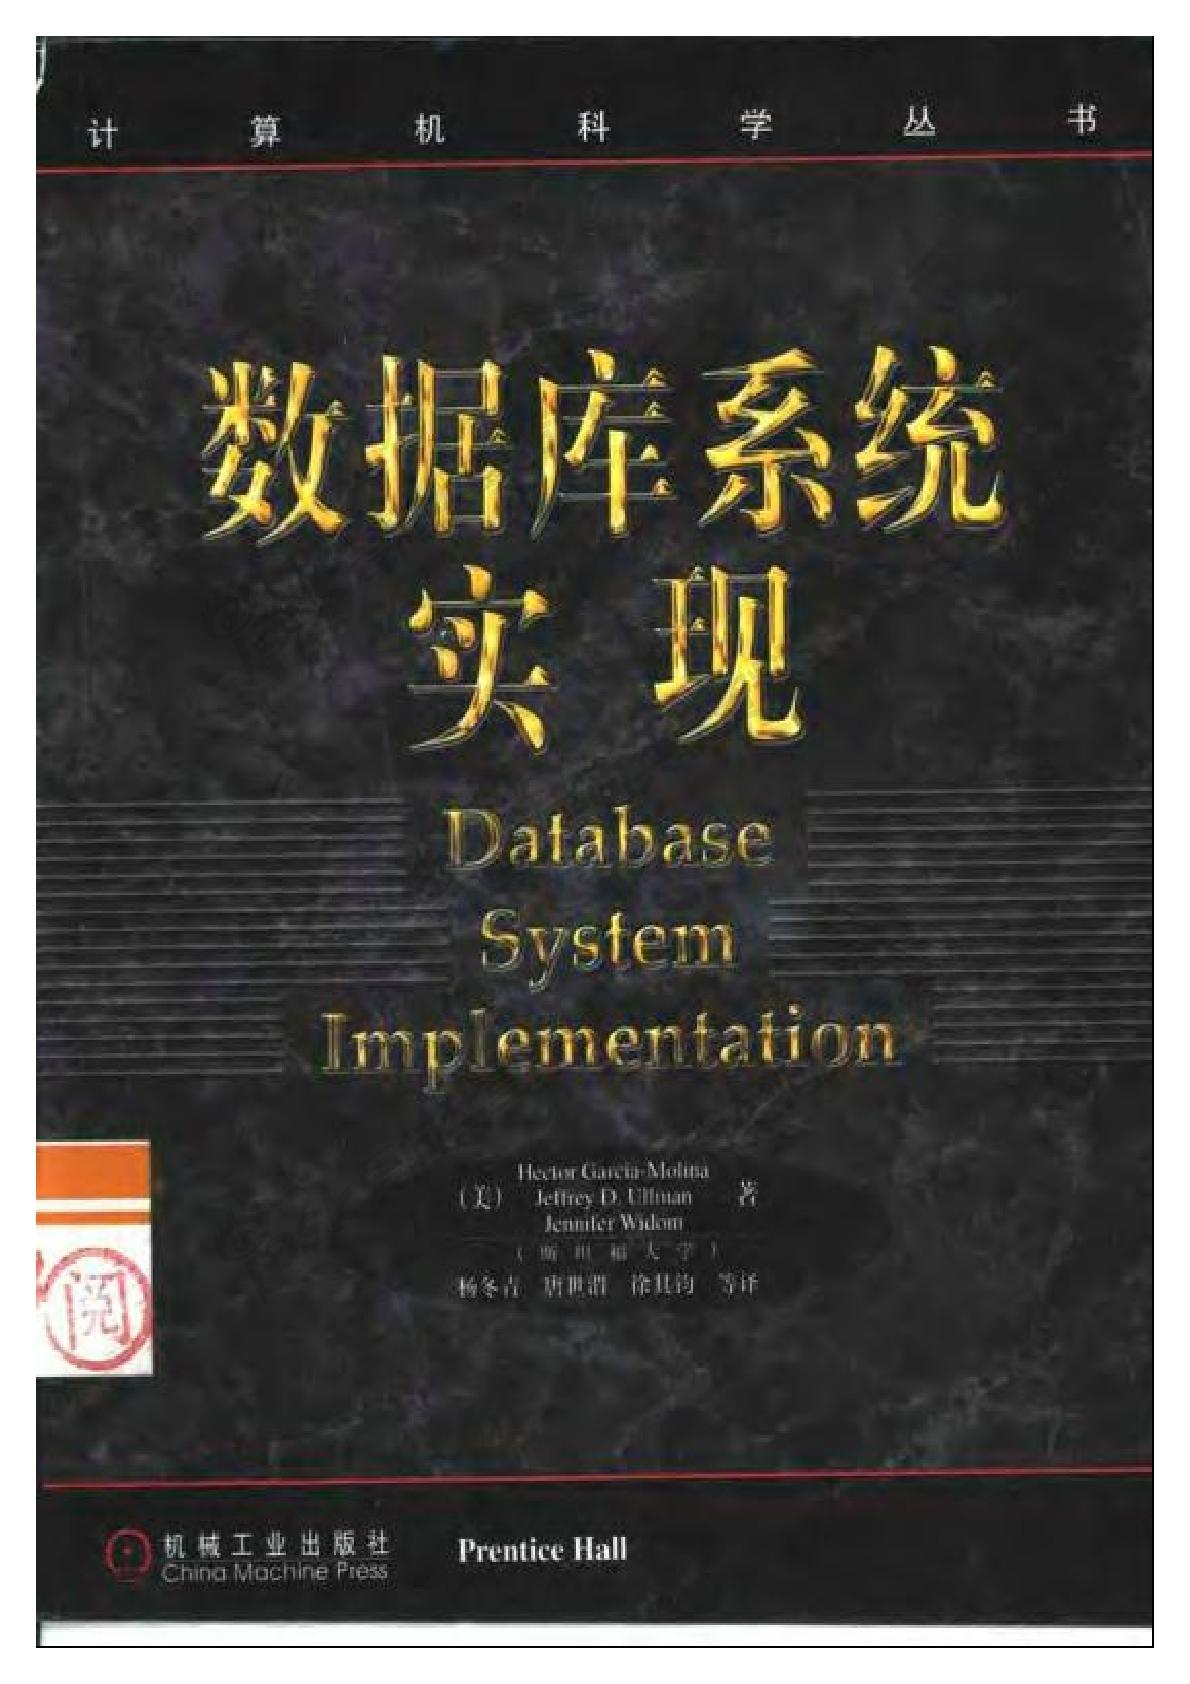 计算机科学丛书
数据库系统
实现
Database
System
Implementation
Hector Garcia-Molina
(美) Jeffrey D. Ullman 著
Jennifer Widom
(斯坦福大学)
杨冬青 唐世渭 徐其钧 等译
阅
机械工业出版社
China Machine Press
Prentice Hall